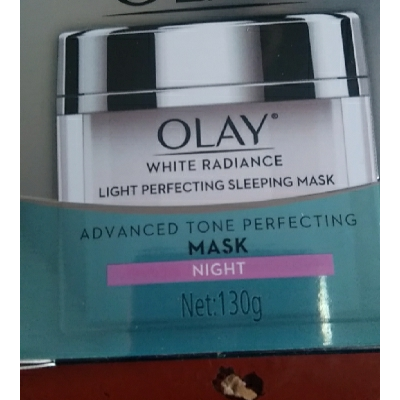 OLAY®
WHITE RADIANCE
LIGHT PERFECTING SLEEPING MASK
ADVANCED TONE PERFECTING
MASK
NIGHT
Net:130g